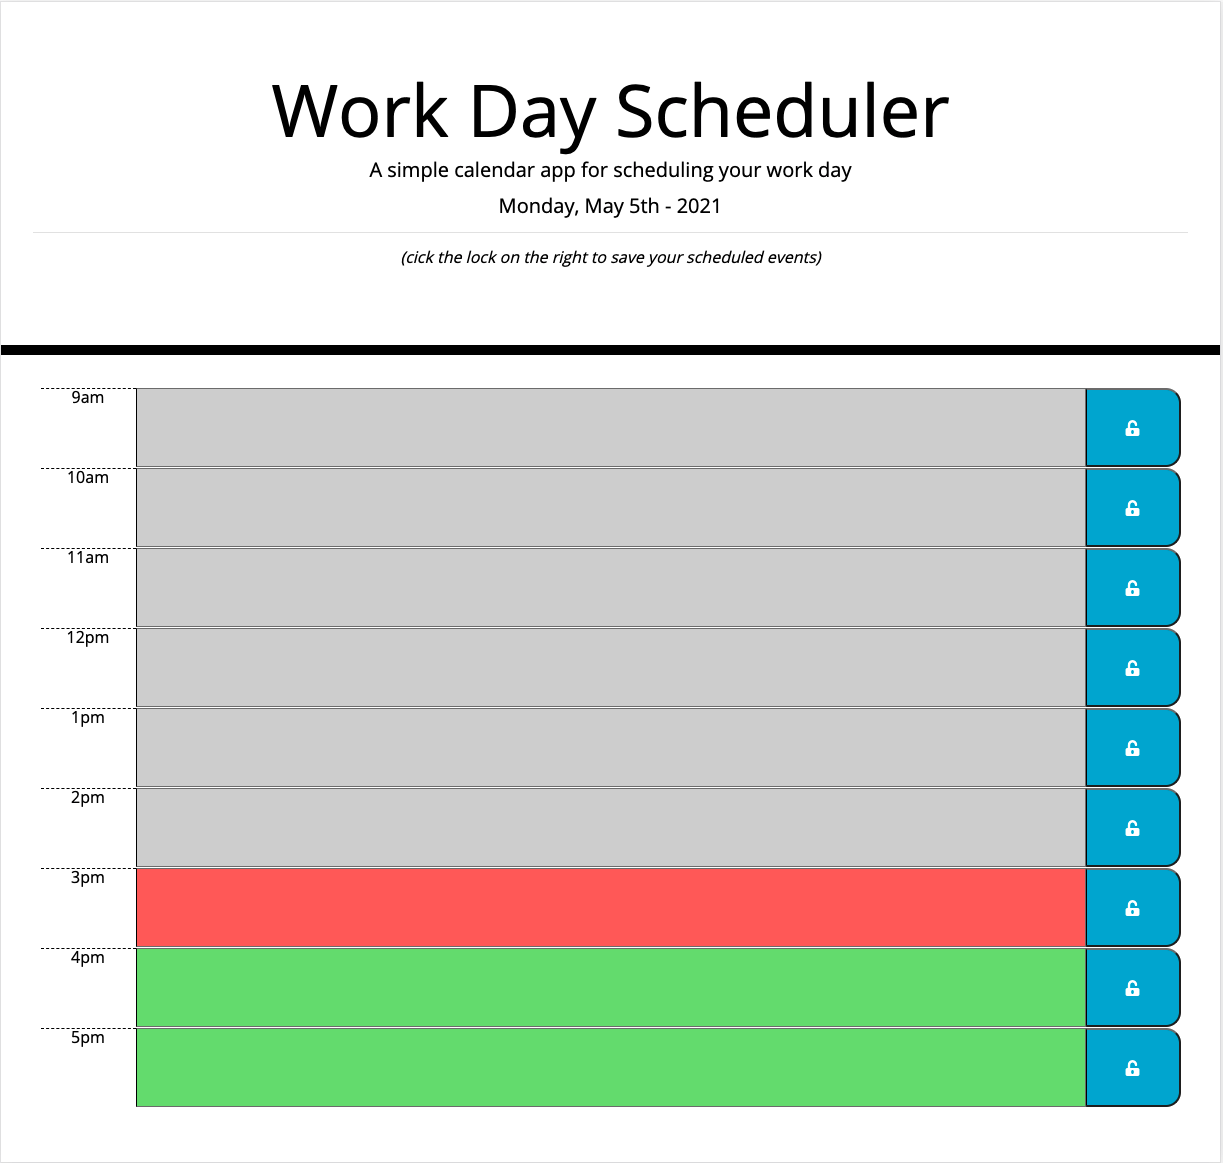 Work Day Scheduler
A simple calendar app for scheduling your work day
Monday, May 5th - 2021
(cick the lock on the right to save your scheduled events)
9am
10am
11am
12pm
1pm
2pm
3pm
4pm
5pm